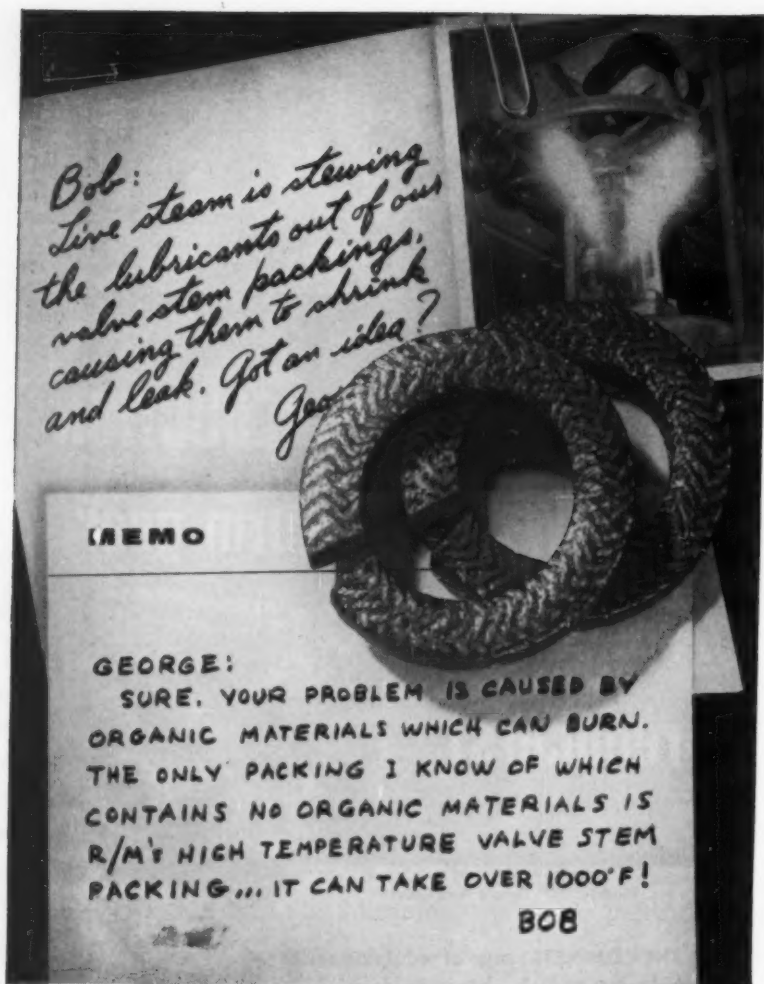 Bob:
Live steam is stewing
the lubricants out of our
valve stem packings,
causing them to shrink
and leak. Got an idea?
Geo
MEMO
GEORGE:
SURE. YOUR PROBLEM IS CAUSED BY
ORGANIC MATERIALS WHICH CAN BURN.
THE ONLY PACKING I KNOW OF WHICH
CONTAINS NO ORGANIC MATERIALS IS
R/M's HIGH TEMPERATURE VALVE STEM
PACKING... IT CAN TAKE OVER 1000°F!
BOB